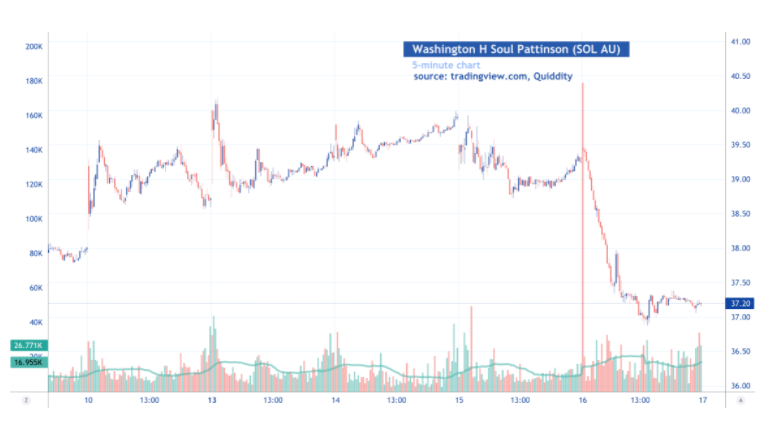 Washington H Soul Pattinson (SOL AU)
5-minute chart
source: tradingview.com, Quiddity
200K
180K
160K
140K
120K
100K
80K
60K
40K
26.771K
16.955K
41.00
40.50
40.00
39.50
39.00
38.50
38.00
37.50
37.20
37.00
36.50
36.00
10 13:00 13 13:00 14 13:00 15 13:00 16 13:00 17